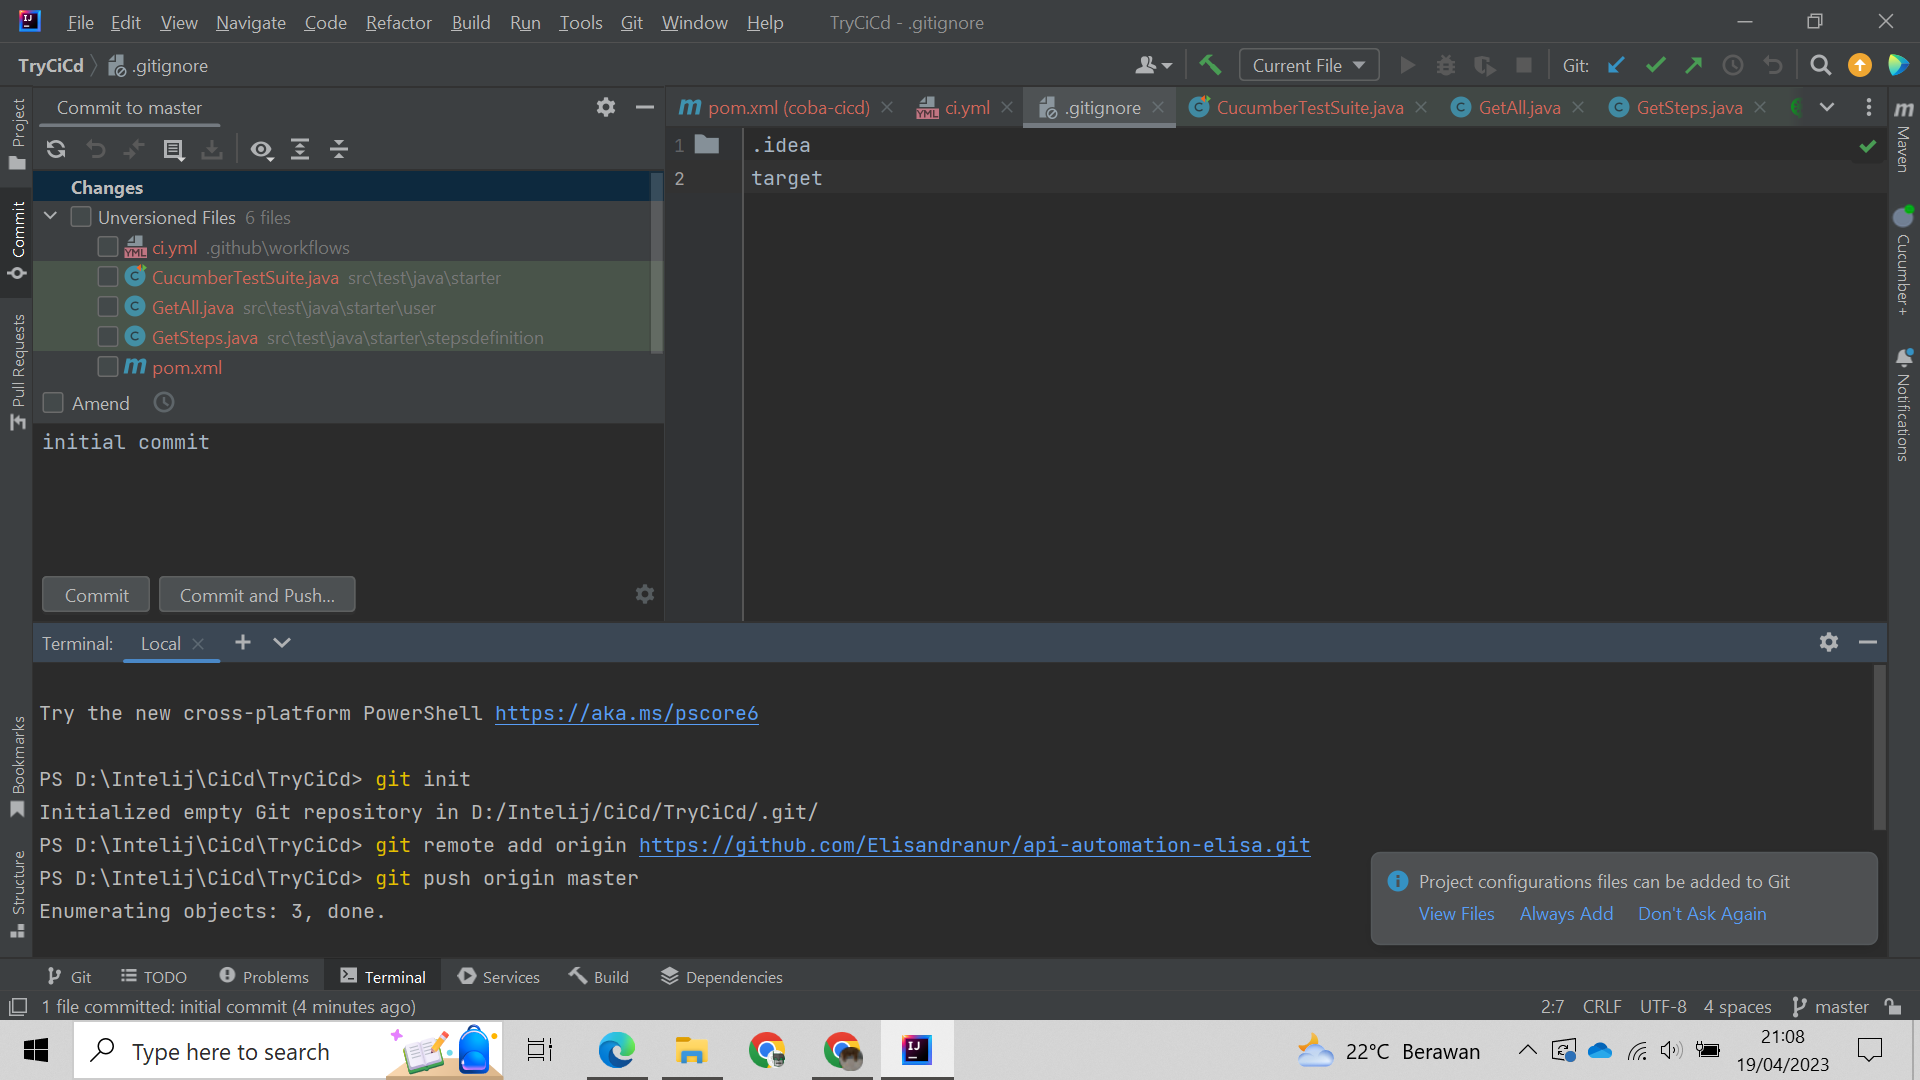 File Edit View Navigate Code Refactor Build Run Tools Git Window Help TryCiCd - .gitignore
TryCiCd .gitignore Current File Git:
Commit to master
pom.xml (coba-cicd) ci.yml .gitignore CucumberTestSuite.java GetAll.java GetSteps.java
Project
Commit
Pull Requests
Bookmarks
Structure
Changes
Unversioned Files 6 files
ci.yml .github\workflows
CucumberTestSuite.java src\test\java\starter
GetAll.java src\test\java\starter\user
GetSteps.java src\test\java\starter\stepsdefinition
pom.xml
Amend
initial commit
Commit Commit and Push...
1 .idea
2 target
Maven
Cucumber+
Notifications
Terminal: Local
Try the new cross-platform PowerShell https://aka.ms/pscore6
PS D:\Intelij\CiCd\TryCiCd> git init
Initialized empty Git repository in D:/Intelij/CiCd/TryCiCd/.git/
PS D:\Intelij\CiCd\TryCiCd> git remote add origin https://github.com/Elisandranur/api-automation-elisa.git
PS D:\Intelij\CiCd\TryCiCd> git push origin master
Enumerating objects: 3, done.
Project configurations files can be added to Git
View Files Always Add Don't Ask Again
Git TODO Problems Terminal Services Build Dependencies
1 file committed: initial commit (4 minutes ago) 2:7 CRLF UTF-8 4 spaces master
Type here to search 22°C Berawan 21:08
19/04/2023